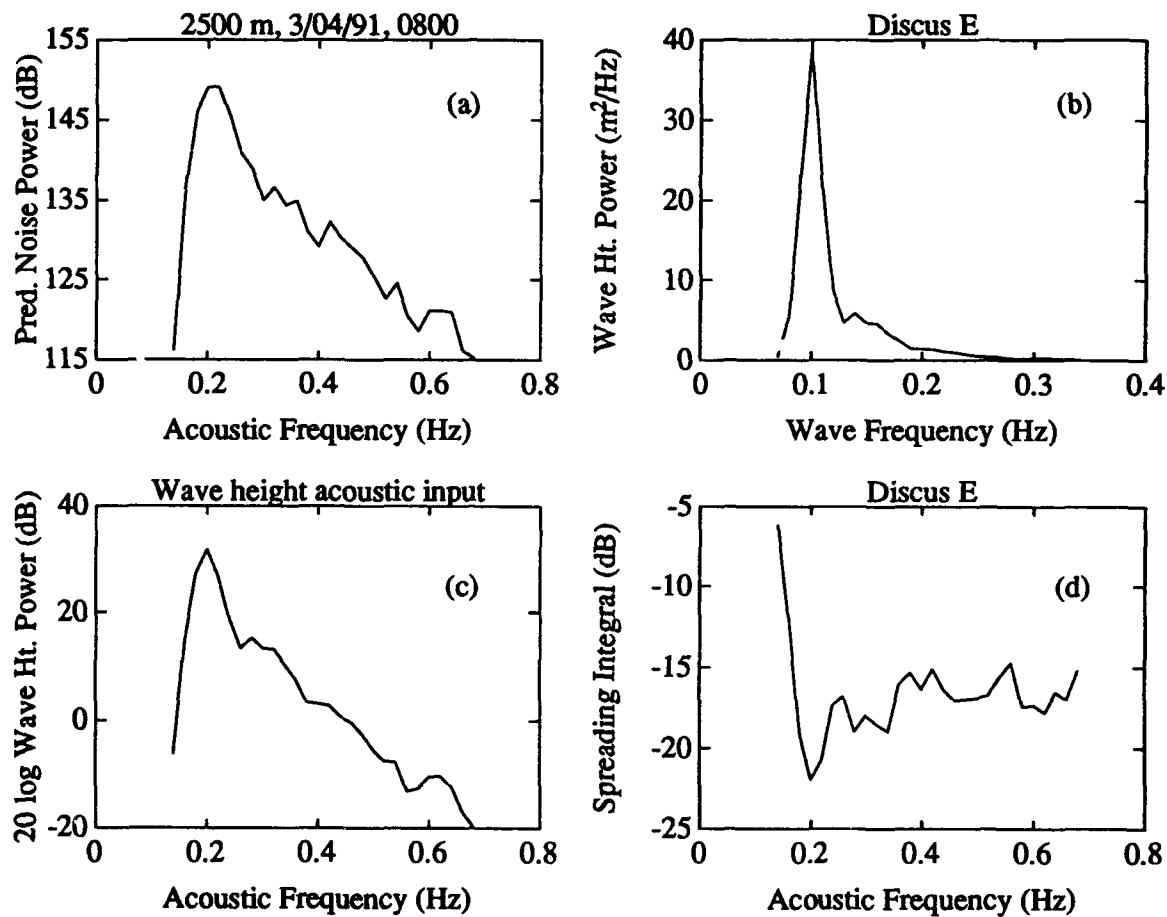 2500 m, 3/04/91, 0800
155
145
135
125
115
Pred. Noise Power (dB)
(a)
0
0.2
0.4
0.6
0.8
Acoustic Frequency (Hz)
Discus E
40
30
20
10
0
Wave Ht. Power (m²/Hz)
(b)
0
0.1
0.2
0.3
0.4
Wave Frequency (Hz)
Wave height acoustic input
40
20
0
-20
20 log Wave Ht. Power (dB)
(c)
0
0.2
0.4
0.6
0.8
Acoustic Frequency (Hz)
Discus E
-5
-10
-15
-20
-25
Spreading Integral (dB)
(d)
0
0.2
0.4
0.6
0.8
Acoustic Frequency (Hz)